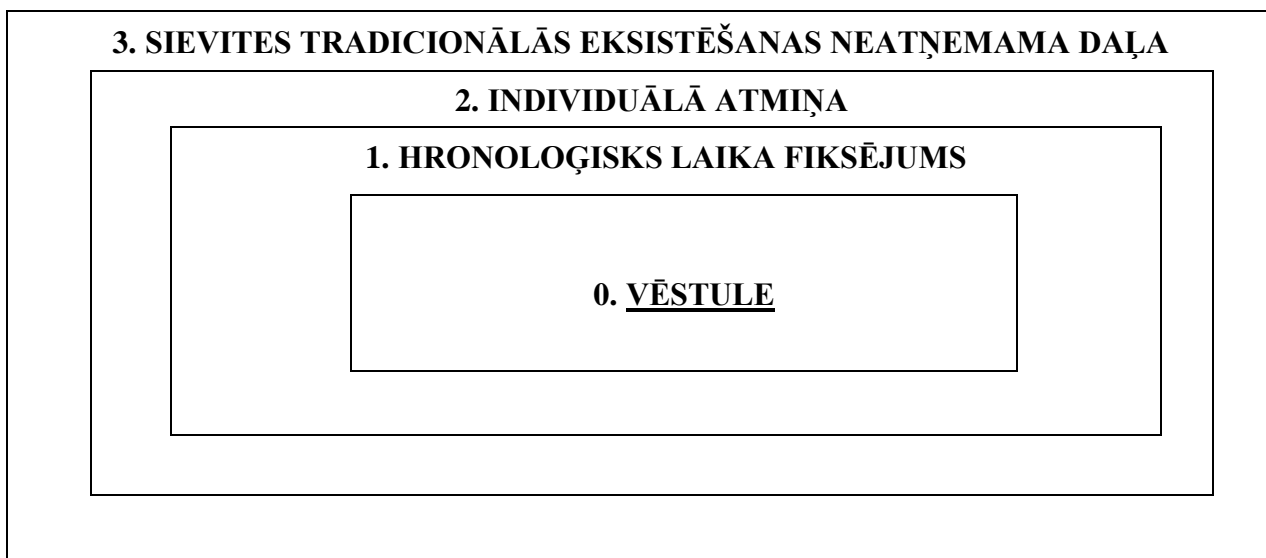 3. SIEVITES TRADICIONĀLĀS EKSISTĒŠANAS NEATŅEMAMA DAĻA
2. INDIVIDUĀLĀ ATMIŅA
1. HRONOLOĢISKS LAIKA FIKSĒJUMS
0. VĒSTULE